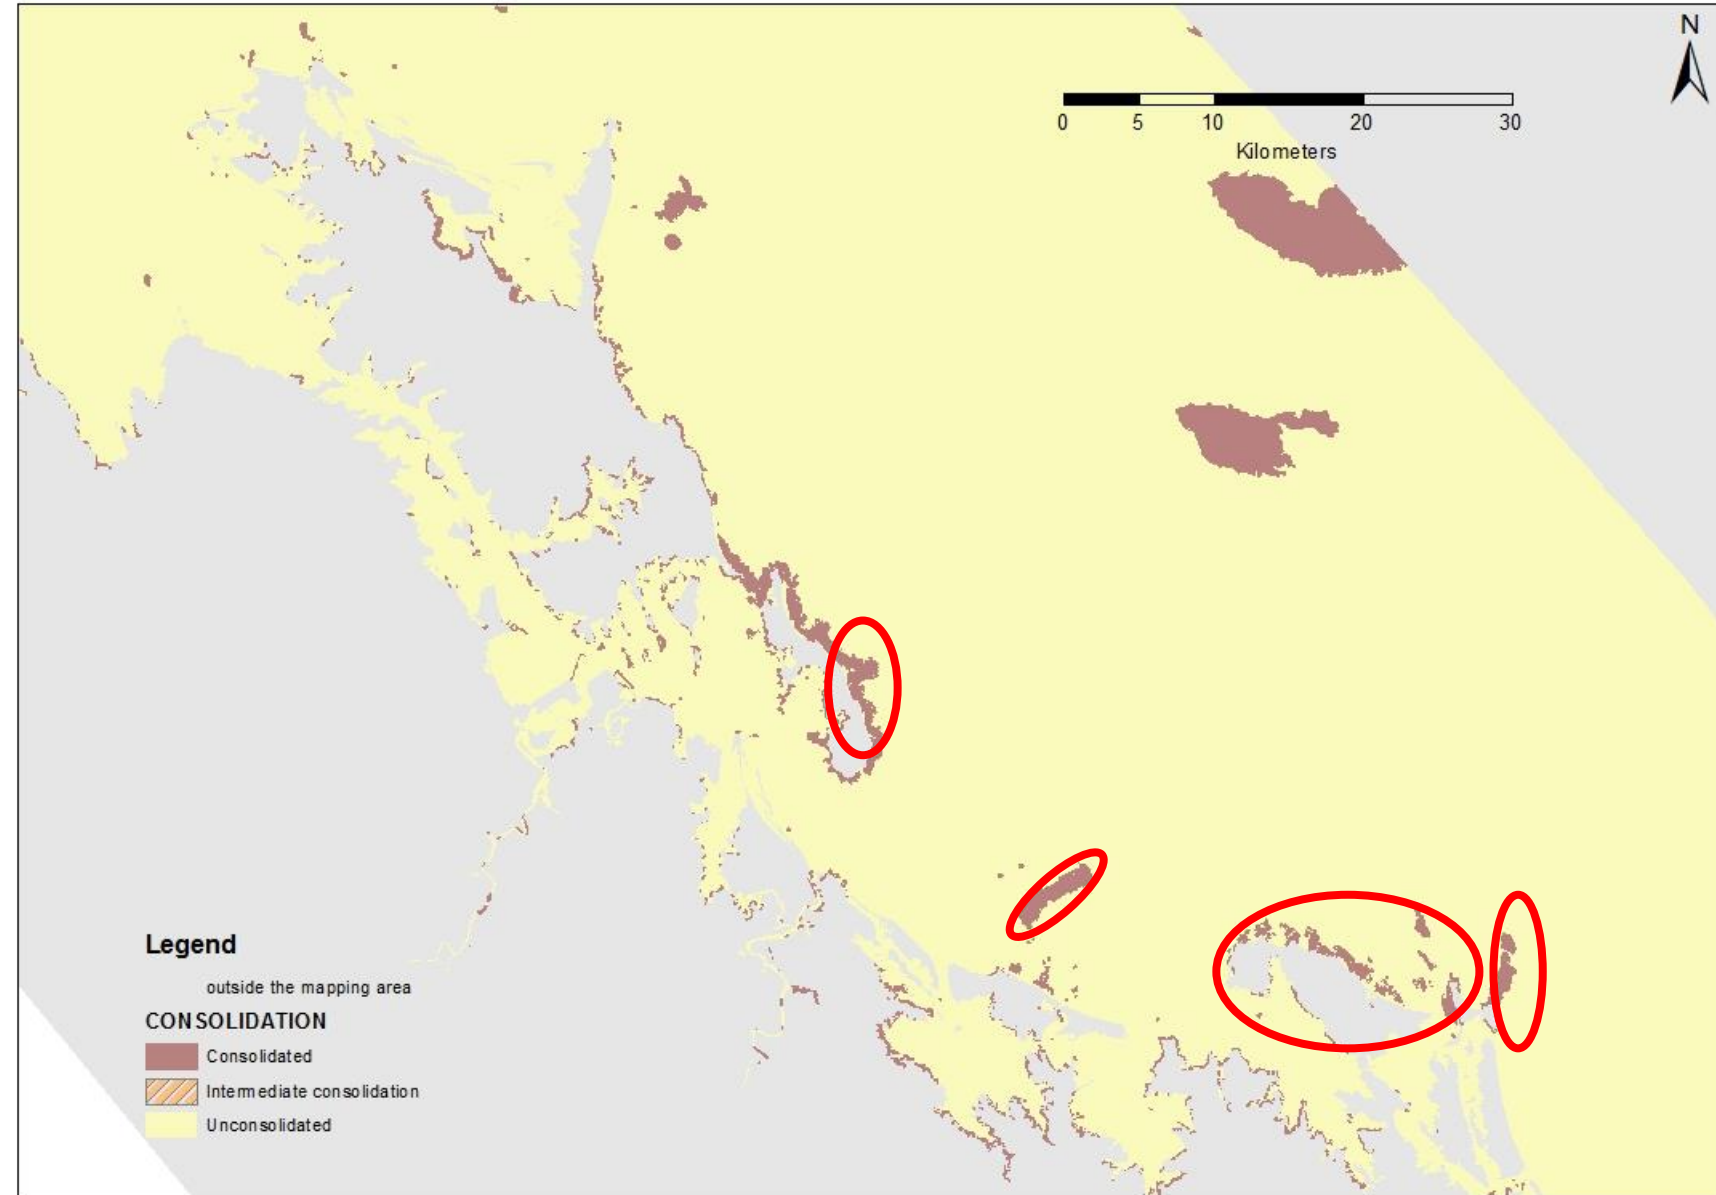 N
0 5 10 20 30
Kilometers
Legend
outside the mapping area
CONSOLIDATION
Consolidated
Intermediate consolidation
Unconsolidated